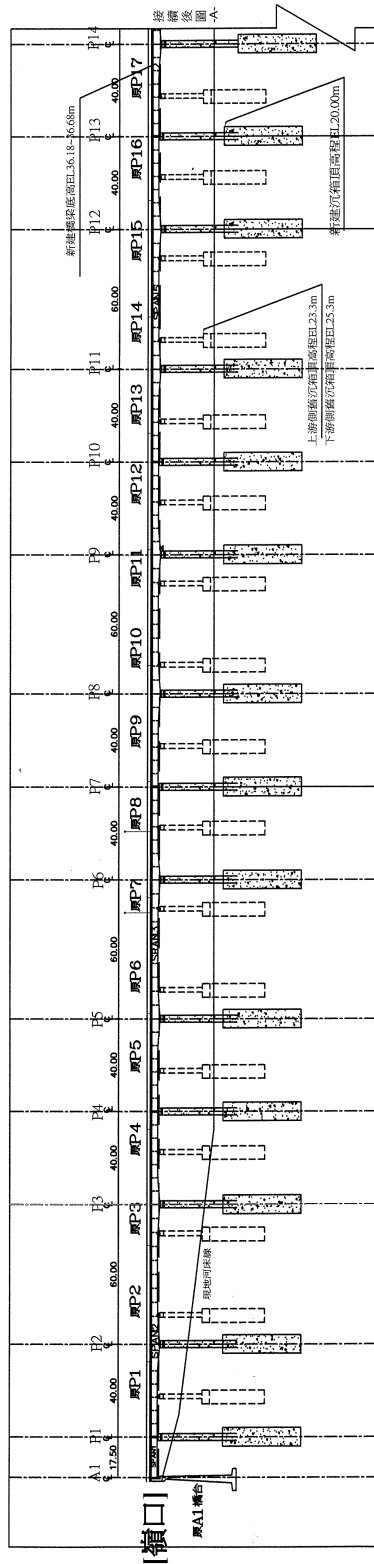 A1 P1 P2 P3 P4 P5 P6 P7 P8 P9 P10 P11 P12 P13 P14
17.50 40.00 60.00 40.00 40.00 60.00 40.00 40.00 60.00 40.00 40.00 60.00 40.00 40.00
新建橋梁底高EL36.18~36.68m
接續後圖
-A-
原P1 原P2 原P3 原P4 原P5 原P6 原P7 原P8 原P9 原P10 原P11 原P12 原P13 原P14 原P15 原P16 原P17
[嶺口]
SPAN2 SPAN3 SPAN5
原A1橋台
現地河床線
上游側舊沉箱頂高程EL23.3m
下游側舊沉箱頂高程EL25.3m
新建沉箱頂高程EL20.00m